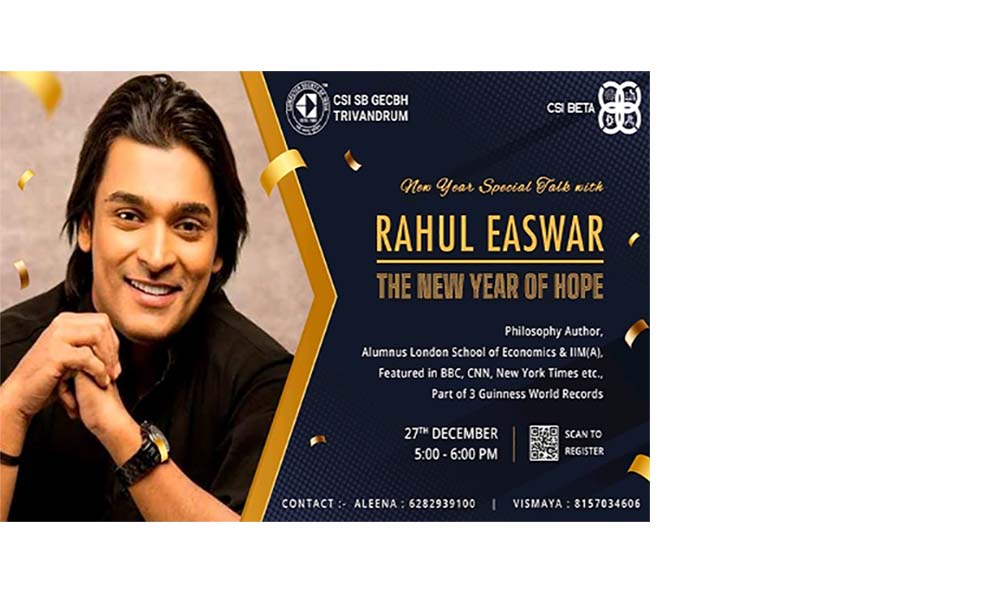 CSI SB GECBH
TRIVANDRUM
CSI BETA
New Year Special Talk with
RAHUL EASWAR
THE NEW YEAR OF HOPE
Philosophy Author,
Alumnus London School of Economics & IIM(A),
Featured in BBC, CNN, New York Times etc.,
Part of 3 Guinness World Records
27TH DECEMBER
5:00 - 6:00 PM
SCAN TO
REGISTER
CONTACT :- ALEENA : 6282939100 | VISMAYA : 8157034606